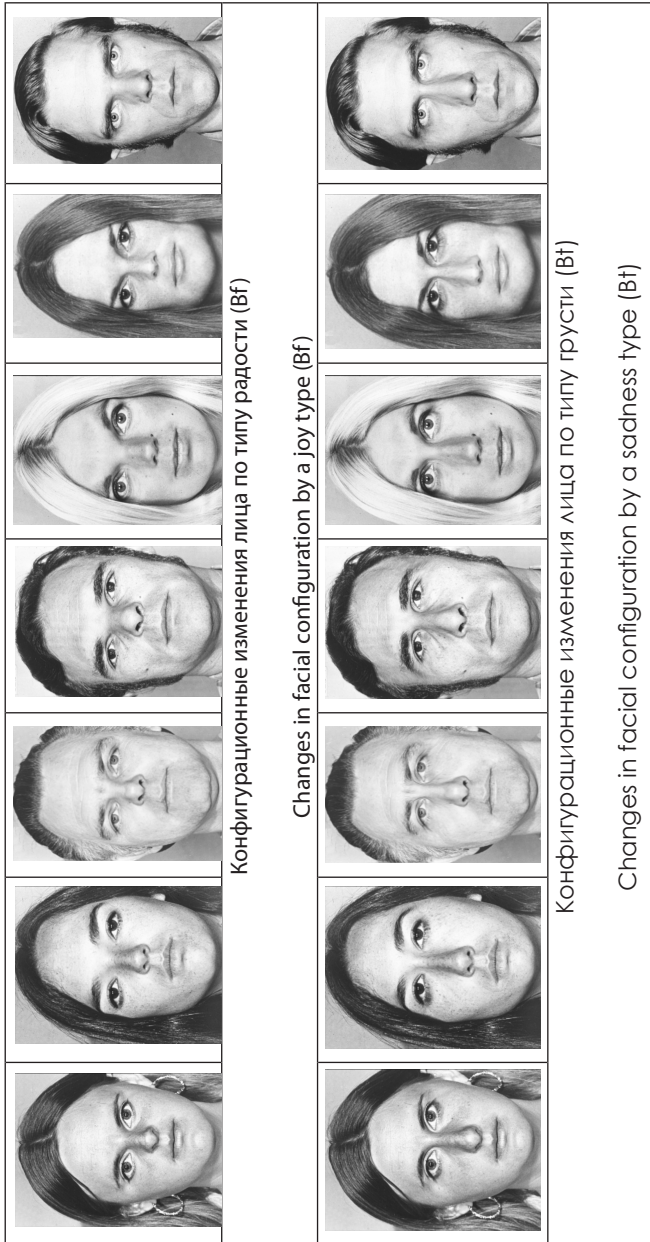 Конфигурационные изменения лица по типу радости (Bf)
Changes in facial configuration by a joy type (Bf)
Конфигурационные изменения лица по типу грусти (Bt)
Changes in facial configuration by a sadness type (Bt)